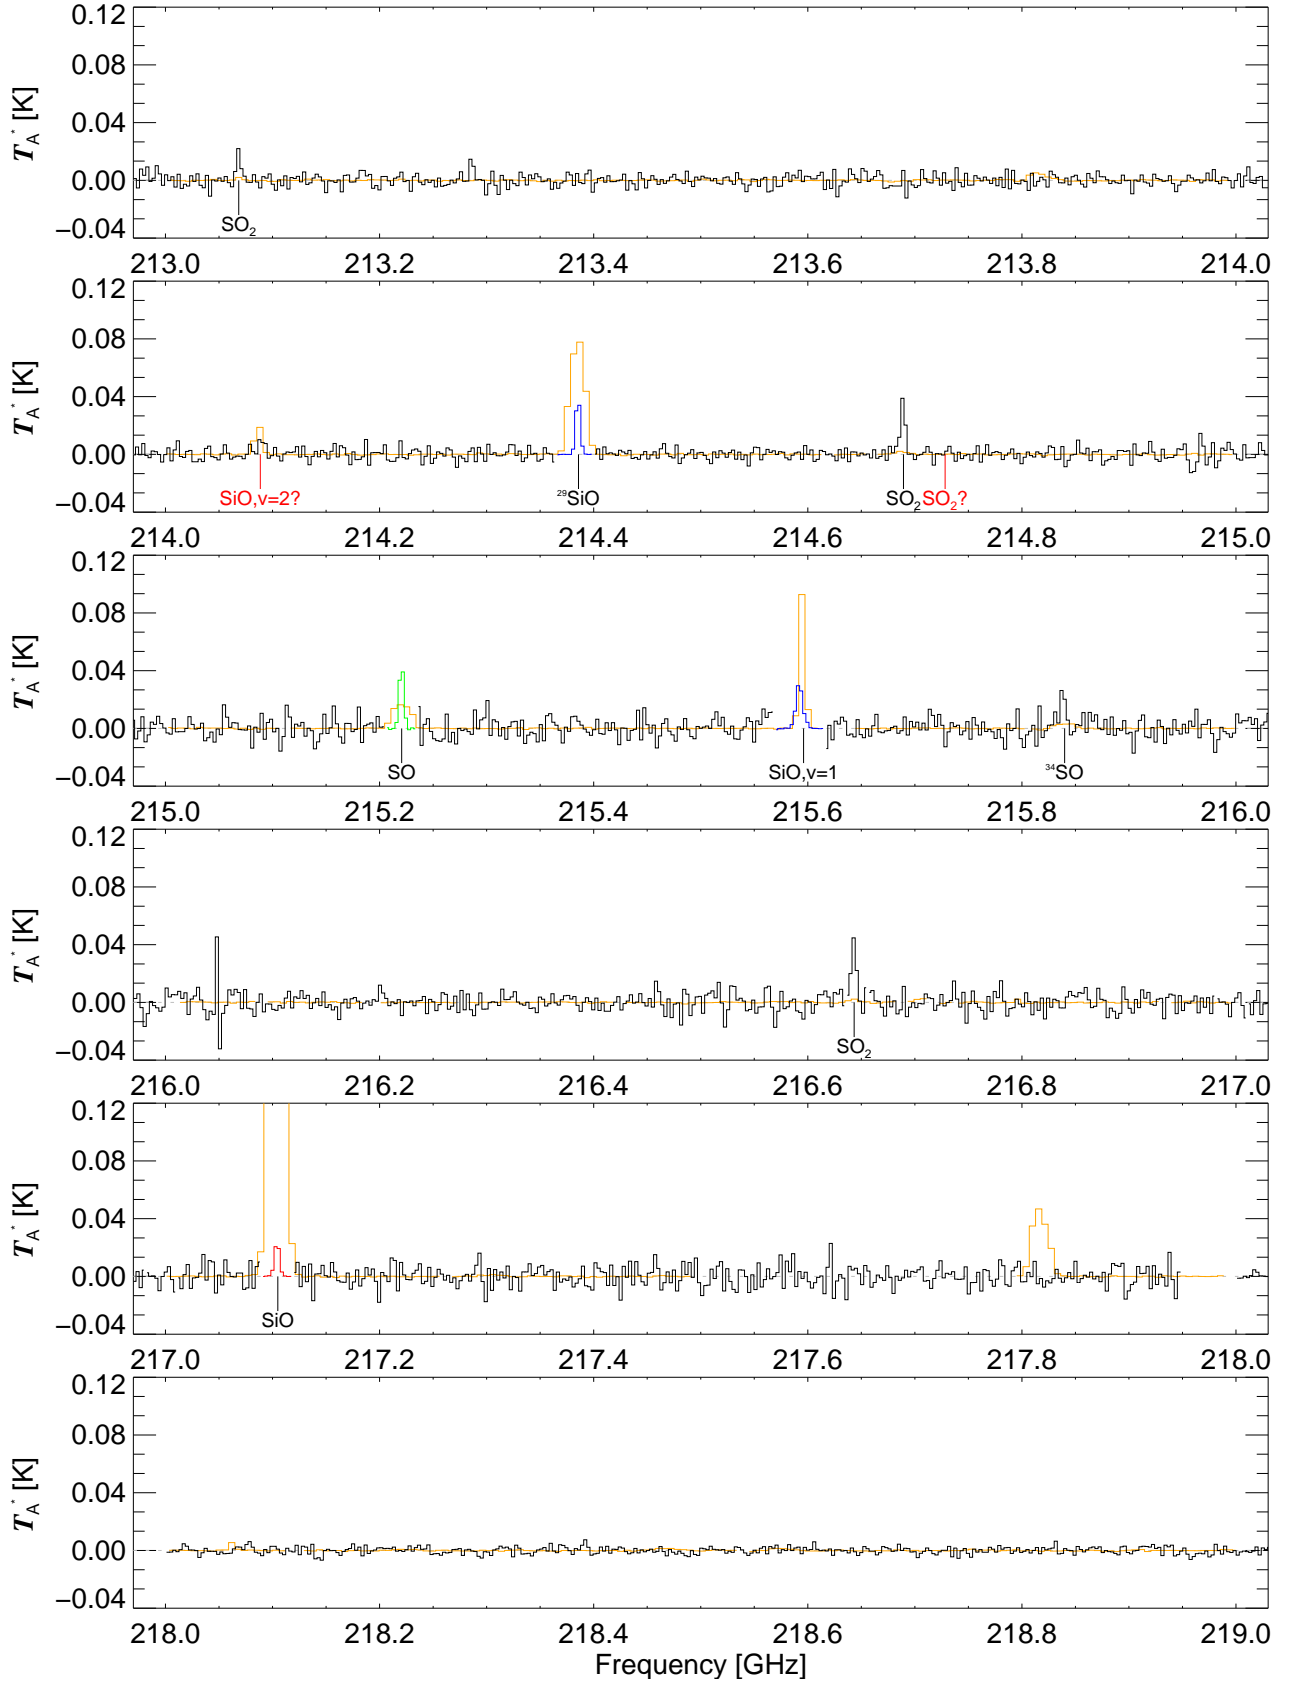 0.12
0.08
0.04
0.00
−0.04
T_A^* [K]
SO₂
213.0 213.2 213.4 213.6 213.8 214.0
0.12
0.08
0.04
0.00
−0.04
T_A^* [K]
SiO,v=2? ²⁹SiO SO₂ SO₂?
214.0 214.2 214.4 214.6 214.8 215.0
0.12
0.08
0.04
0.00
−0.04
T_A^* [K]
SO SiO,v=1 ³⁴SO
215.0 215.2 215.4 215.6 215.8 216.0
0.12
0.08
0.04
0.00
−0.04
T_A^* [K]
SO₂
216.0 216.2 216.4 216.6 216.8 217.0
0.12
0.08
0.04
0.00
−0.04
T_A^* [K]
SiO
217.0 217.2 217.4 217.6 217.8 218.0
0.12
0.08
0.04
0.00
−0.04
T_A^* [K]
218.0 218.2 218.4 218.6 218.8 219.0
Frequency [GHz]